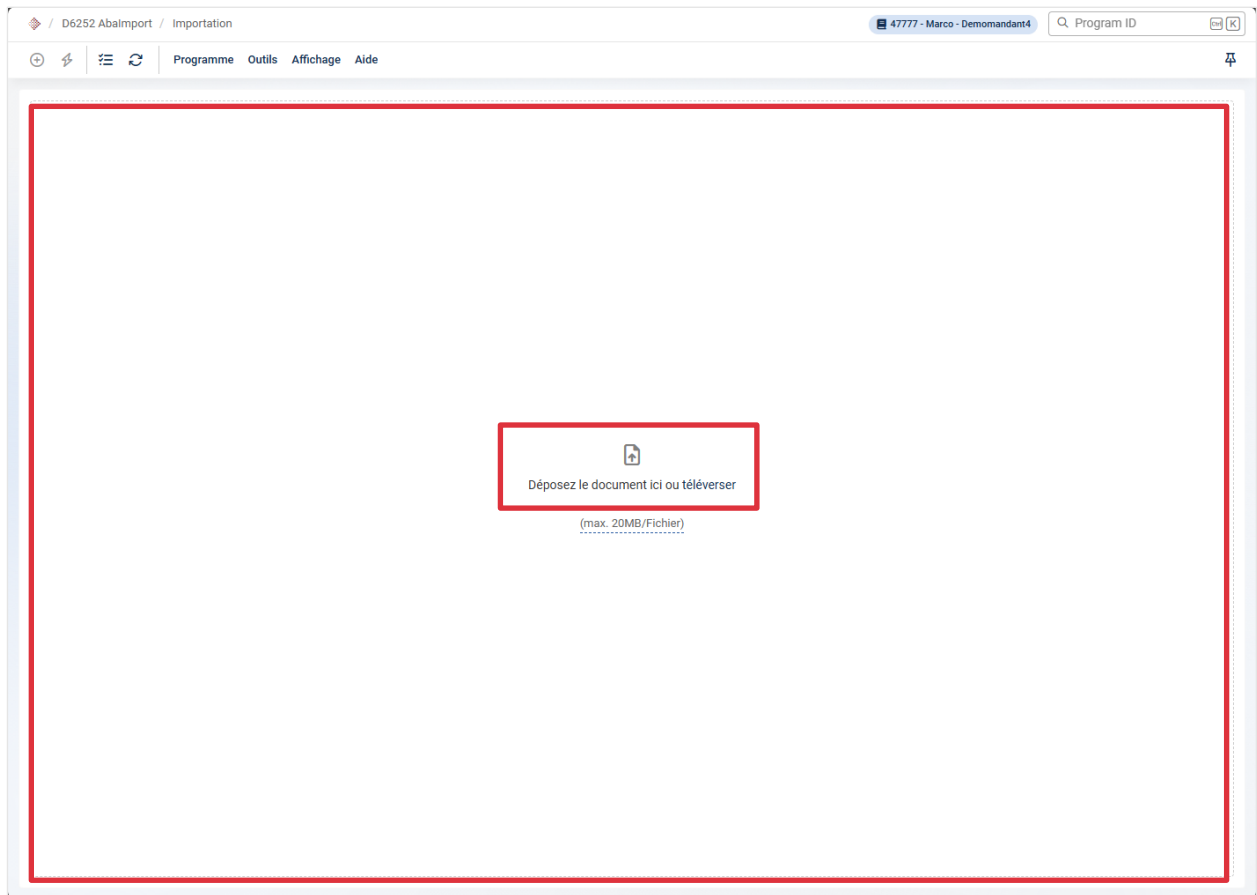 / D6252 AbaImport / Importation
47777 - Marco - Demomandant4
Program ID
Ctrl K
Programme Outils Affichage Aide
Déposez le document ici ou téléverser
(max. 20MB/Fichier)